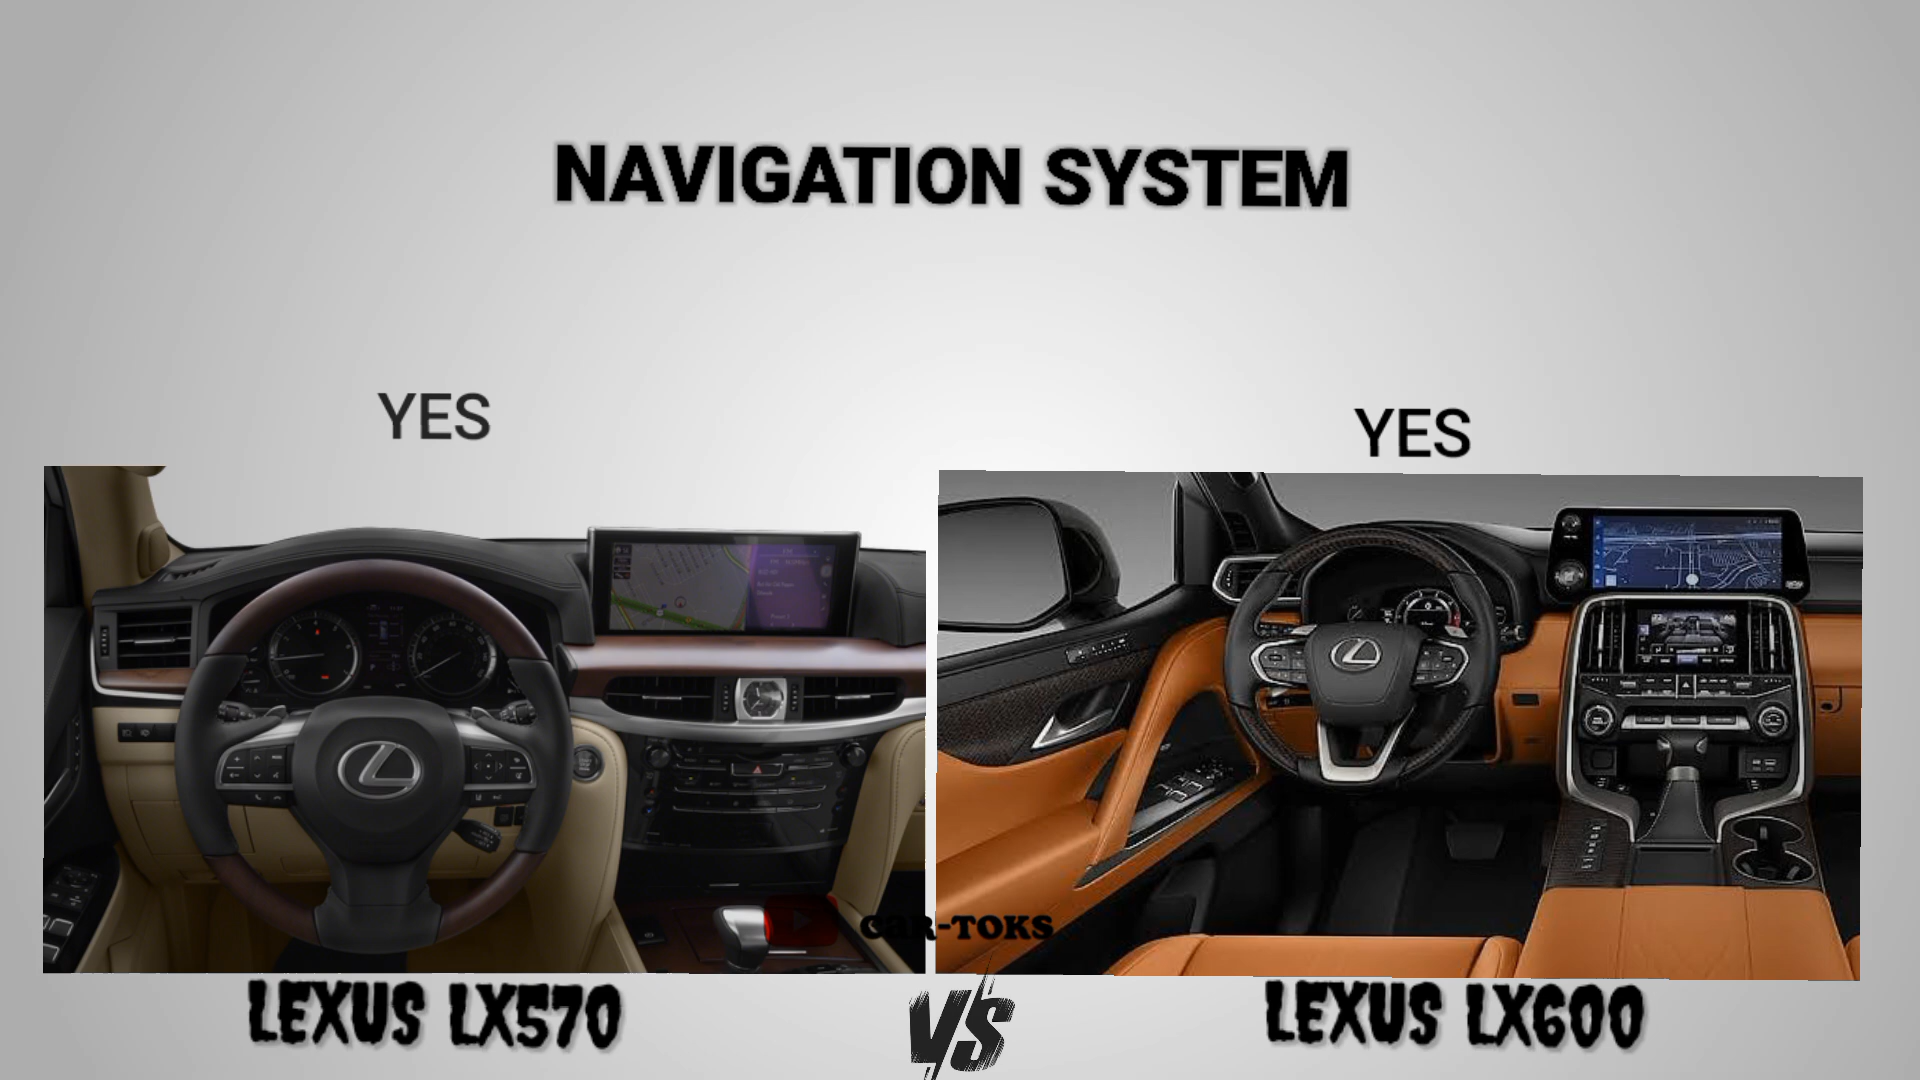 NAVIGATION SYSTEM
YES
YES
CAR-TOKS
LEXUS LX570
VS
LEXUS LX600